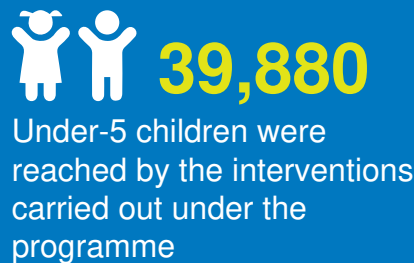 39,880
Under-5 children were
reached by the interventions
carried out under the
programme